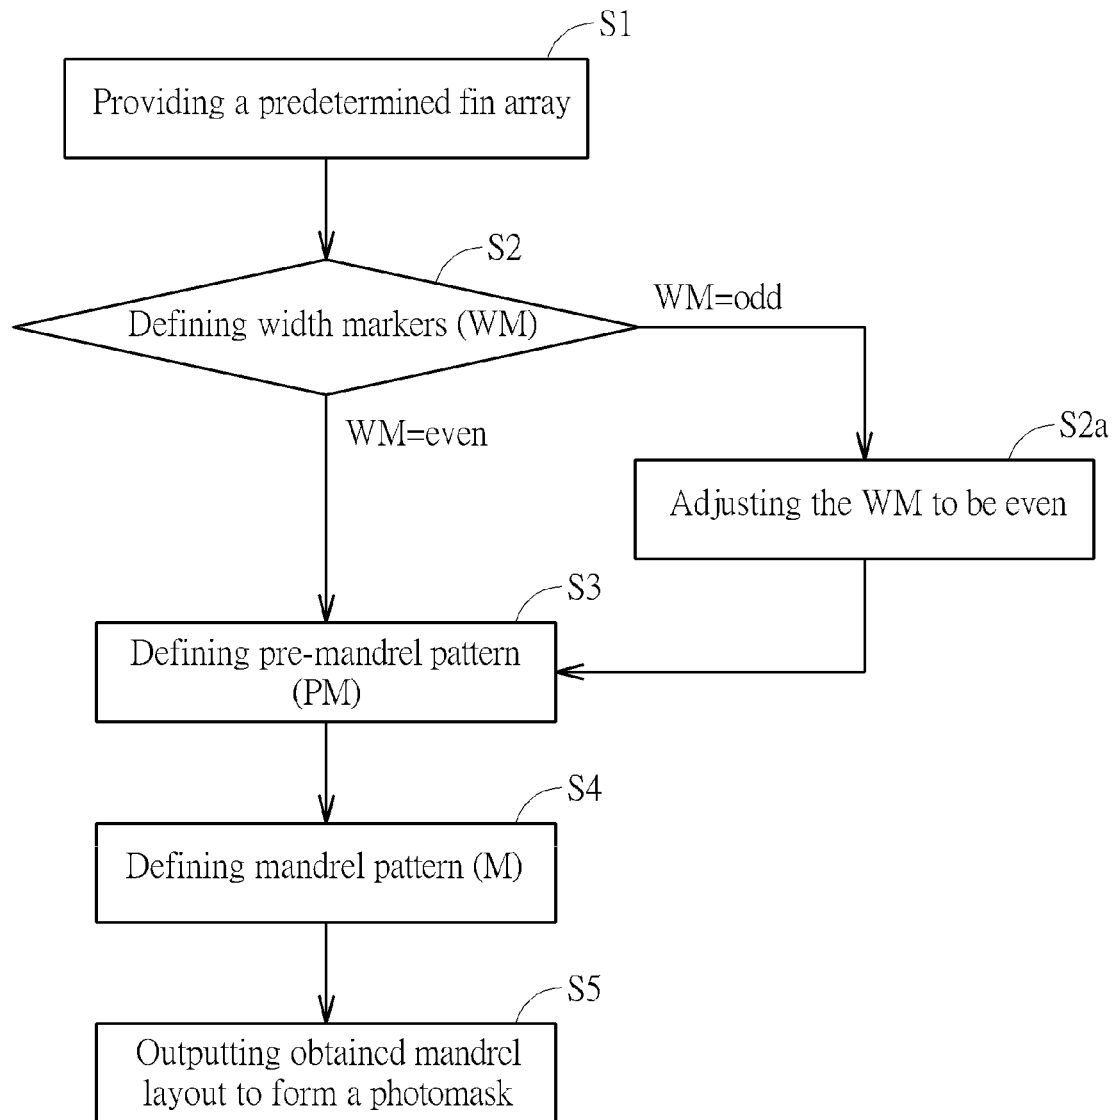 S1
Providing a predetermined fin array
S2
Defining width markers (WM)
WM=odd
WM=even
S2a
Adjusting the WM to be even
S3
Defining pre-mandrel pattern
(PM)
S4
Defining mandrel pattern (M)
S5
Outputting obtained mandrel
layout to form a photomask